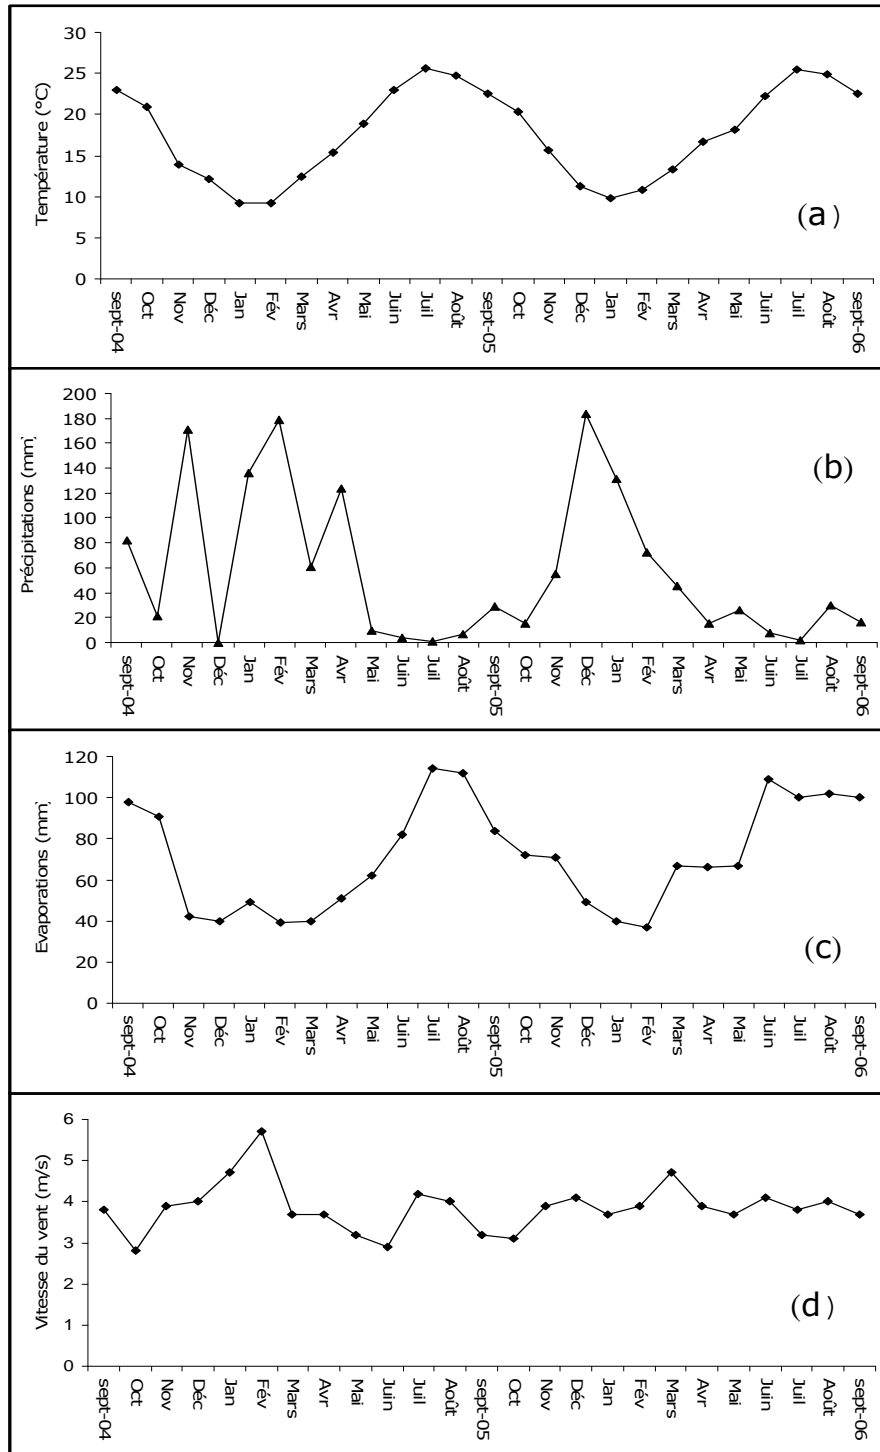 30
25
20
15
10
5
0
Température (°C)
(a)
sept-04
Oct
Nov
Déc
Jan
Fév
Mars
Avr
Mai
Juin
Juil
Août
sept-05
Oct
Nov
Déc
Jan
Fév
Mars
Avr
Mai
Juin
Juil
Août
sept-06
200
180
160
140
120
100
80
60
40
20
0
Précipitations (mm)
(b)
sept-04
Oct
Nov
Déc
Jan
Fév
Mars
Avr
Mai
Juin
Juil
Août
sept-05
Oct
Nov
Déc
Jan
Fév
Mars
Avr
Mai
Juin
Juil
Août
sept-06
120
100
80
60
40
20
0
Evaporations (mm)
(c)
sept-04
Oct
Nov
Déc
Jan
Fév
Mars
Avr
Mai
Juin
Juil
Août
sept-05
Oct
Nov
Déc
Jan
Fév
Mars
Avr
Mai
Juin
Juil
Août
sept-06
6
5
4
3
2
1
0
Vitesse du vent (m/s)
(d)
sept-04
Oct
Nov
Déc
Jan
Fév
Mars
Avr
Mai
Juin
Juil
Août
sept-05
Oct
Nov
Déc
Jan
Fév
Mars
Avr
Mai
Juin
Juil
Août
sept-06